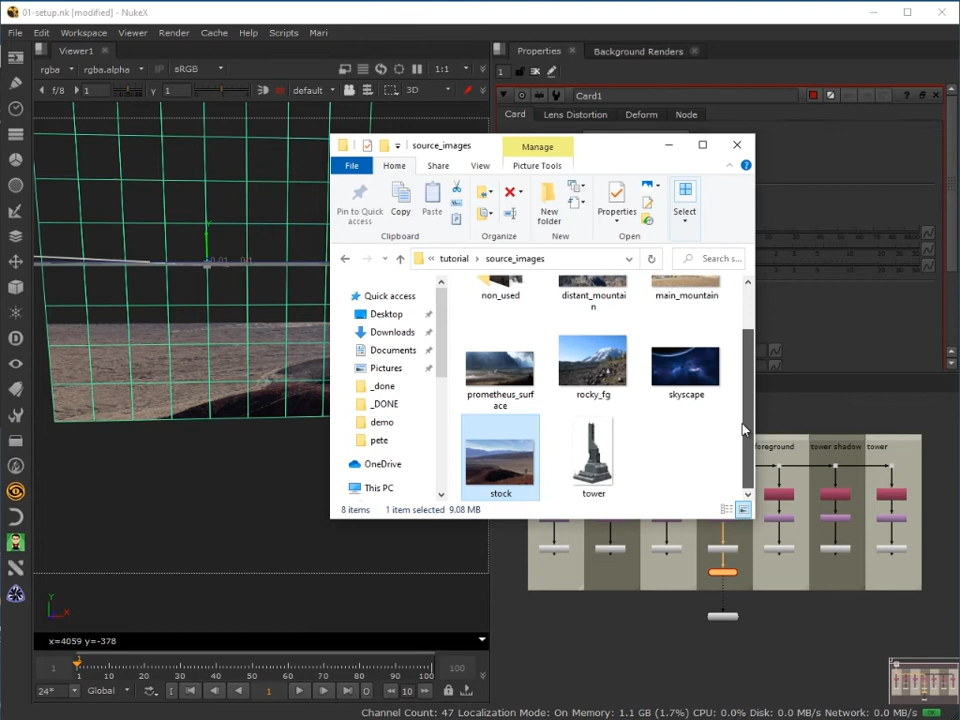 01-setup.nk [modified] - NukeX
File Edit Workspace Viewer Render Cache Help Scripts Mari
Viewer1
rgba rgba.alpha IP sRGB 1:1
f/8 1 Y 1 default 3D
Properties Background Renders
1
Card1
Card Lens Distortion Deform Node
source_images
Manage
File Home Share View Picture Tools
Pin to Quick access
Copy
Paste
New folder
Properties
Select
Clipboard Organize New Open
« tutorial › source_images
Search s...
Quick access
Desktop
Downloads
Documents
Pictures
_done
_DONE
demo
pete
OneDrive
This PC
non_used
distant_mountain
main_mountain
prometheus_surface
rocky_fg
skyscape
stock
tower
8 items 1 item selected 9.08 MB
foreground tower shadow tower
x=4059 y=-378
1 1 10 20 30 40 50 60 70 80 90 100 100
24* Global 1 10
Channel Count: 47 Localization Mode: On Memory: 1.1 GB (1.7%) CPU: 0.0% Disk: 0.0 MB/s Network: 0.0 MB/s